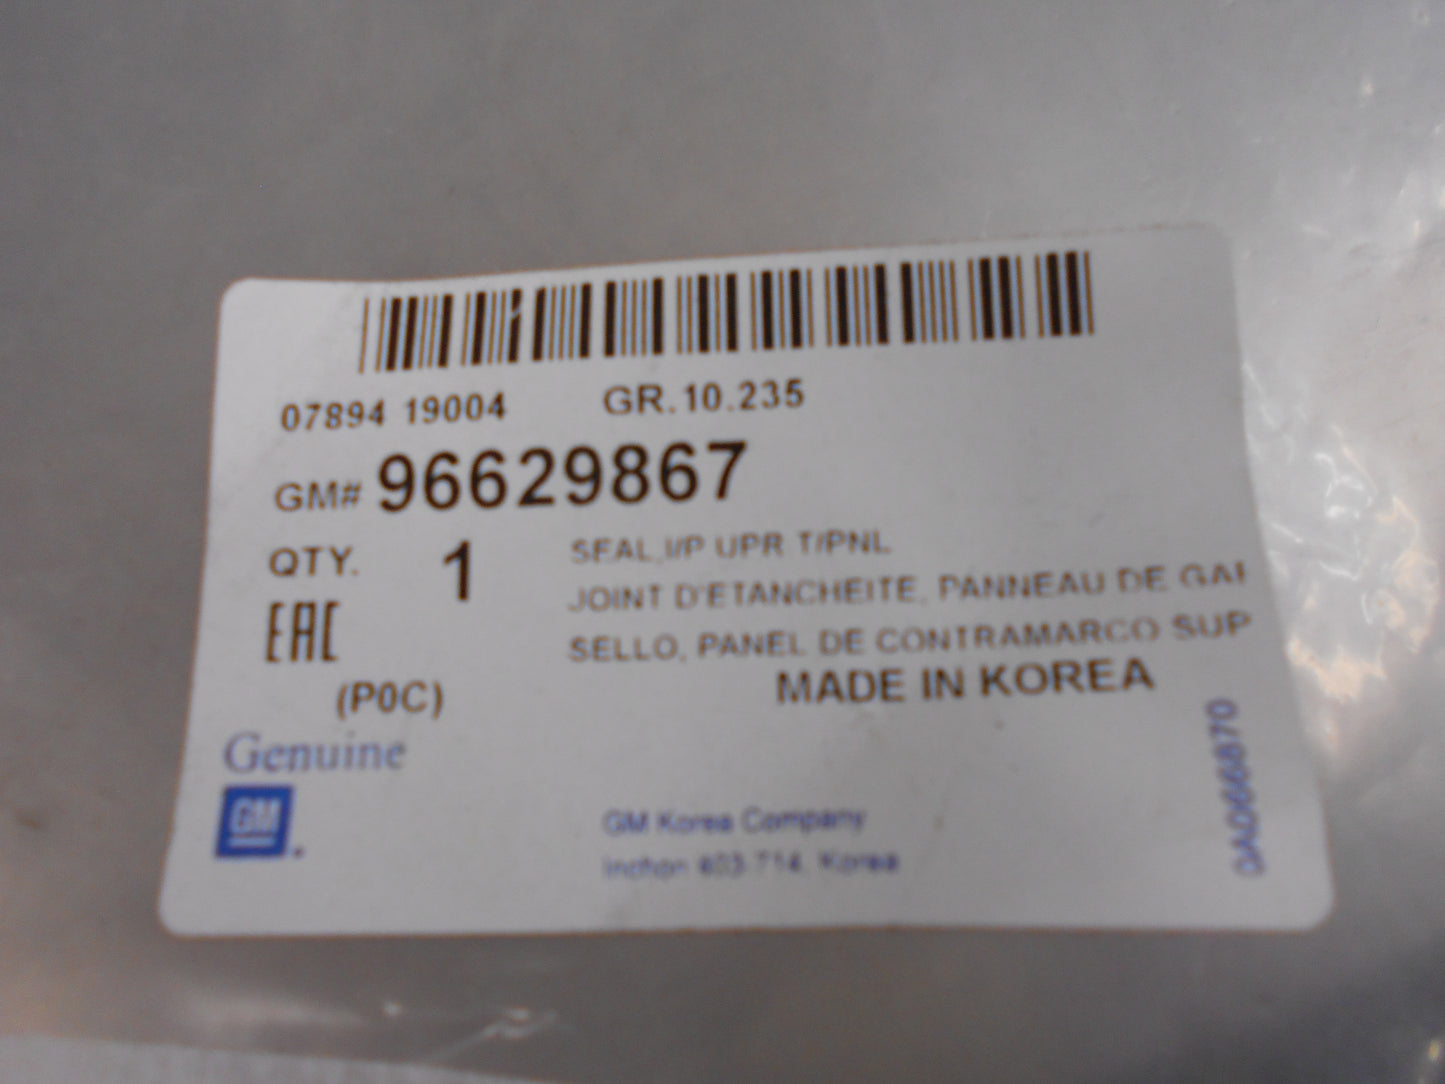 07894 19004 GR.10.235
GM# 96629867
QTY. 1
SEAL,I/P UPR T/PNL
JOINT D'ETANCHEITE, PANNEAU DE GAI
SELLO, PANEL DE CONTRAMARCO SUP
EAC
MADE IN KOREA
(P0C)
Genuine
GM
GM Korea Company
Inchon 403-714, Korea
0A066870